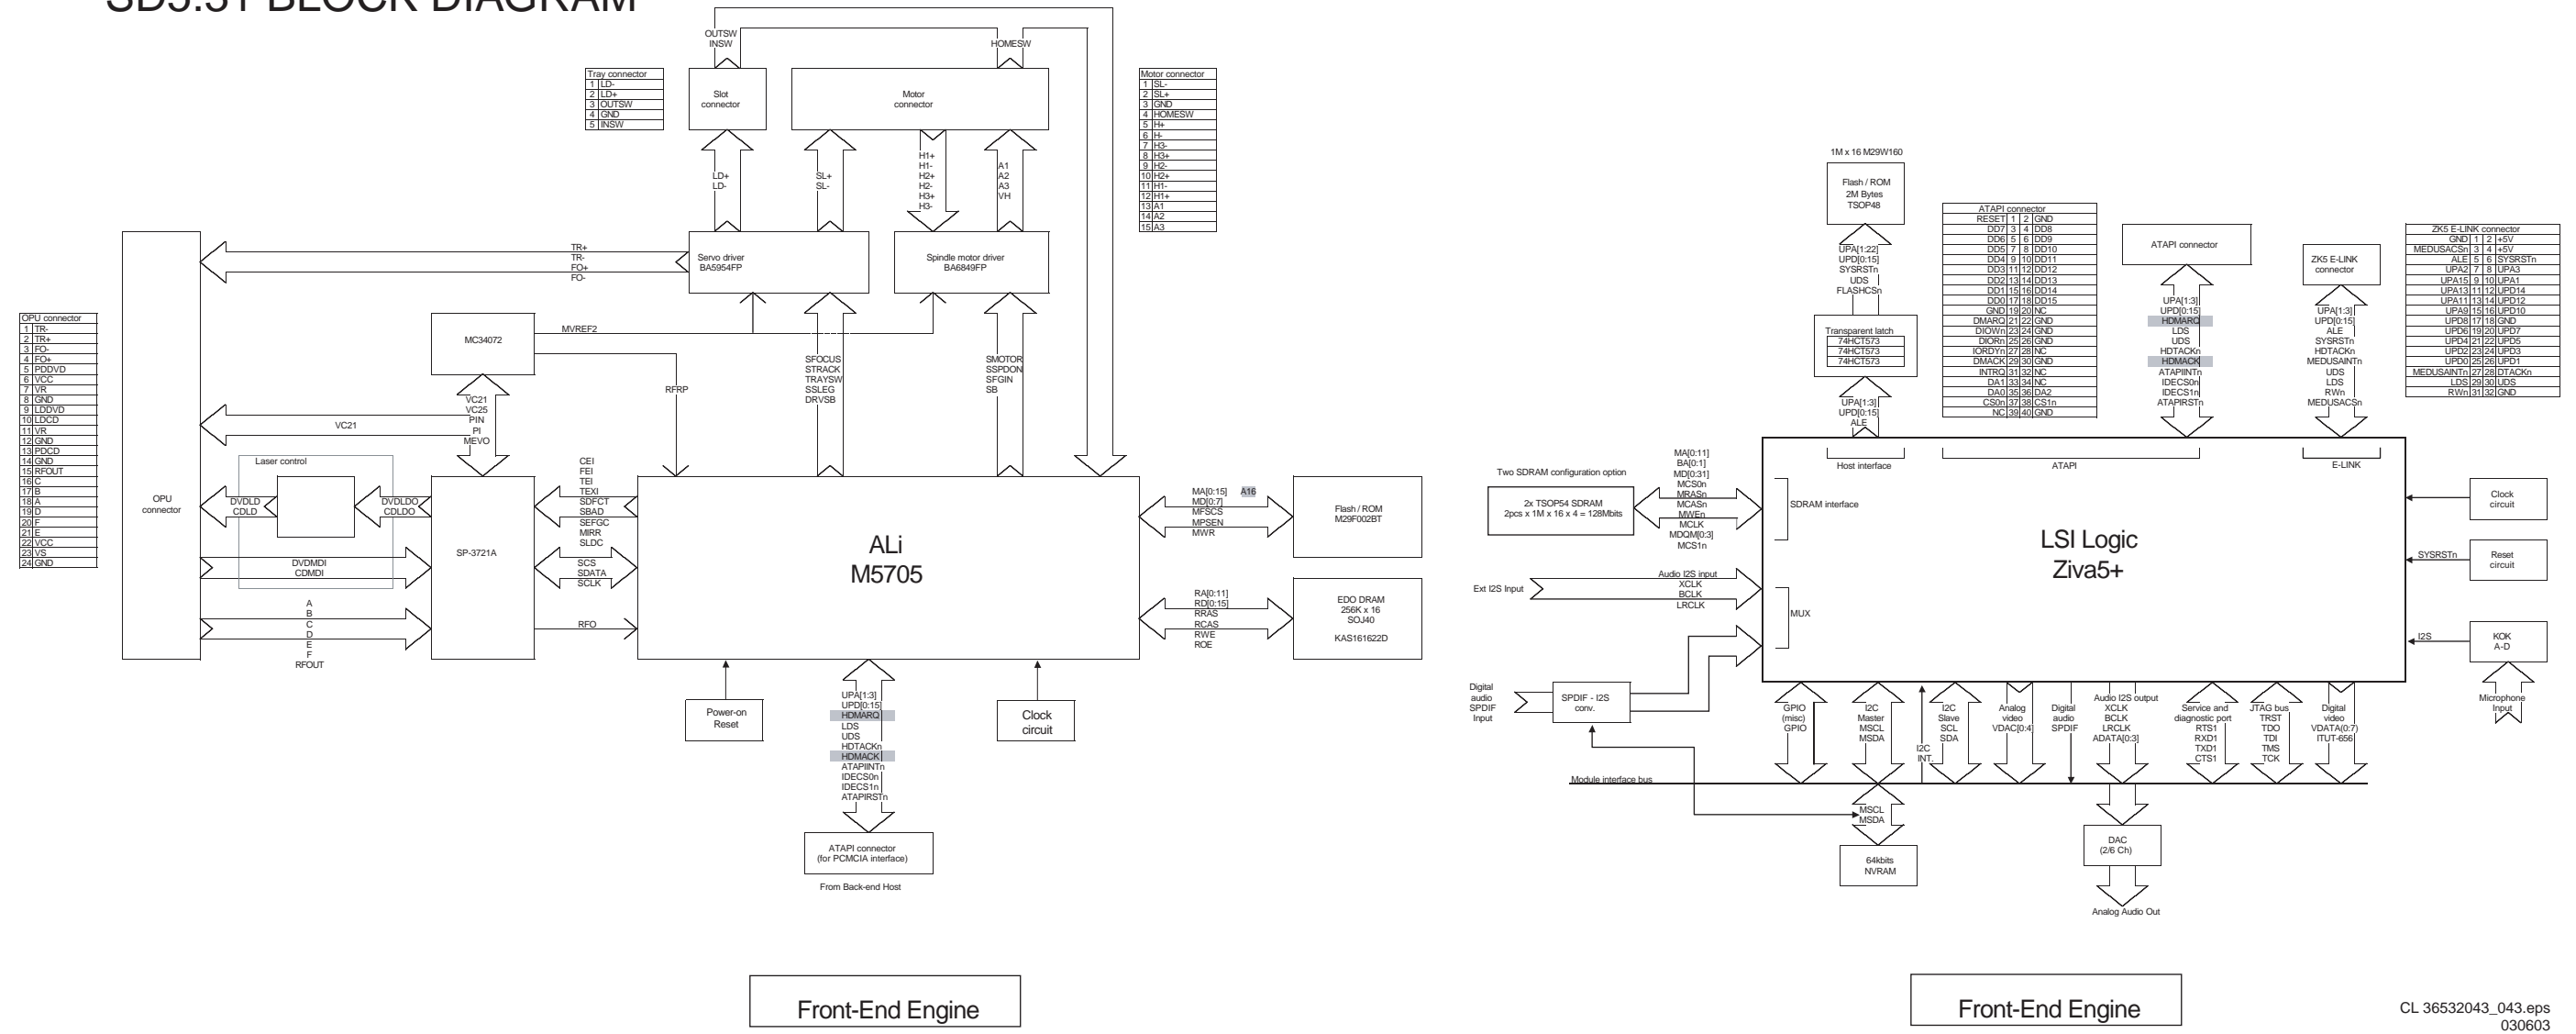 SD5.31 BLOCK DIAGRAM
OUTSW
INSW
HOMESW
Tray connector
1 LD-
2 LD+
3 OUTSW
4 GND
5 INSW
Slot
connector
Motor
connector
Motor connector
1 SL-
2 SL+
3 GND
4 HOMESW
5 H+
6 H-
7 H3-
8 H3+
9 H2-
10 H2+
11 H1-
12 H1+
13 A1
14 A2
15 A3
LD+
LD-
SL+
SL-
H1+
H1-
H2+
H2-
H3+
H3-
A1
A2
A3
VH
TR+
TR-
FO+
FO-
Servo driver
BA5954FP
Spindle motor driver
BA6849FP
OPU connector
1 TR-
2 TR+
3 FO-
4 FO+
5 PDDVD
6 VCC
7 VR
8 GND
9 LDDVD
10 LDCD
11 VR
12 GND
13 PDCD
14 GND
15 RFOUT
16 C
17 B
18 A
19 D
20 F
21 E
22 VCC
23 VS
24 GND
OPU
connector
MC34072
MVREF2
RFRP
VC21
VC25
PIN
PI
MEVO
VC21
SFOCUS
STRACK
TRAYSW
SSLEG
DRVSB
SMOTOR
SSPDON
SFGIN
SB
Laser control
DVDLD
CDLD
DVDLDO
CDLDO
DVDMDI
CDMDI
A
B
C
D
E
F
RFOUT
SP-3721A
CEI
FEI
TEI
TEXI
SDFCT
SBAD
SEFGC
MIRR
SLDC
SCS
SDATA
SCLK
RFO
ALi
M5705
MA[0:15] A16
MD[0:7]
MFSCS
MPSEN
MWR
Flash / ROM
M29F002BT
RA[0:11]
RD[0:15]
RRAS
RCAS
RWE
ROE
EDO DRAM
256K x 16
SOJ40
KAS161622D
Power-on
Reset
Clock
circuit
UPA[1:3]
UPD[0:15]
HDMARQ
LDS
UDS
HDTACKn
HDMACK
ATAPIINTn
IDECS0n
IDECS1n
ATAPIRSTn
ATAPI connector
(for PCMCIA interface)
From Back-end Host
Front-End Engine
1M x 16 M29W160
Flash / ROM
2M Bytes
TSOP48
UPA[1:22]
UPD[0:15]
SYSRSTn
UDS
FLASHCSn
Transparent latch
74HCT573
74HCT573
74HCT573
UPA[1:3]
UPD[0:15]
ALE
ATAPI connector
RESET 1 2 GND
DD7 3 4 DD8
DD6 5 6 DD9
DD5 7 8 DD10
DD4 9 10 DD11
DD3 11 12 DD12
DD2 13 14 DD13
DD1 15 16 DD14
DD0 17 18 DD15
GND 19 20 NC
DMARQ 21 22 GND
DIOWn 23 24 GND
DIORn 25 26 GND
IORDYn 27 28 NC
DMACK 29 30 GND
INTRQ 31 32 NC
DA1 33 34 NC
DA0 35 36 DA2
CS0n 37 38 CS1n
NC 39 40 GND
ATAPI connector
UPA[1:3]
UPD[0:15]
HDMARQ
LDS
UDS
HDTACKn
HDMACK
ATAPIINTn
IDECS0n
IDECS1n
ATAPIRSTn
ZK5 E-LINK
connector
UPA[1:3]
UPD[0:15]
ALE
SYSRSTn
HDTACKn
MEDUSAINTn
UDS
LDS
RWn
MEDUSACSn
ZK5 E-LINK connector
GND 1 2 +5V
MEDUSACSn 3 4 +5V
ALE 5 6 SYSRSTn
UPA2 7 8 UPA3
UPA15 9 10 UPA1
UPA13 11 12 UPD14
UPA11 13 14 UPD12
UPA9 15 16 UPD10
UPD8 17 18 GND
UPD6 19 20 UPD7
UPD4 21 22 UPD5
UPD2 23 24 UPD3
UPD0 25 26 UPD1
MEDUSAINTn 27 28 DTACKn
LDS 29 30 UDS
RWn 31 32 GND
Host interface
ATAPI
E-LINK
Two SDRAM configuration option
2x TSOP54 SDRAM
2pcs x 1M x 16 x 4 = 128Mbits
MA[0:11]
BA[0:1]
MD[0:31]
MCS0n
MRASn
MCASn
MWEn
MCLK
MDQM[0:3]
MCS1n
SDRAM interface
LSI Logic
Ziva5+
Clock
circuit
SYSRSTn
Reset
circuit
I2S
KOK
A-D
Microphone
Input
Ext I2S Input
Audio I2S input
XCLK
BCLK
LRCLK
MUX
Digital
audio
SPDIF
Input
SPDIF - I2S
conv.
GPIO
(misc)
GPIO
I2C
Master
MSCL
MSDA
I2C
INT.
I2C
Slave
SCL
SDA
Analog
video
VDAC[0:4]
Digital
audio
SPDIF
Audio I2S output
XCLK
BCLK
LRCLK
ADATA[0:3]
Service and
diagnostic port
RTS1
RXD1
TXD1
CTS1
JTAG bus
TRST
TDO
TDI
TMS
TCK
Digital
video
VDATA(0:7)
ITUT-656
Module interface bus
MSCL
MSDA
64kbits
NVRAM
DAC
(2/6 Ch)
Analog Audio Out
Front-End Engine
CL 36532043_043.eps
030603